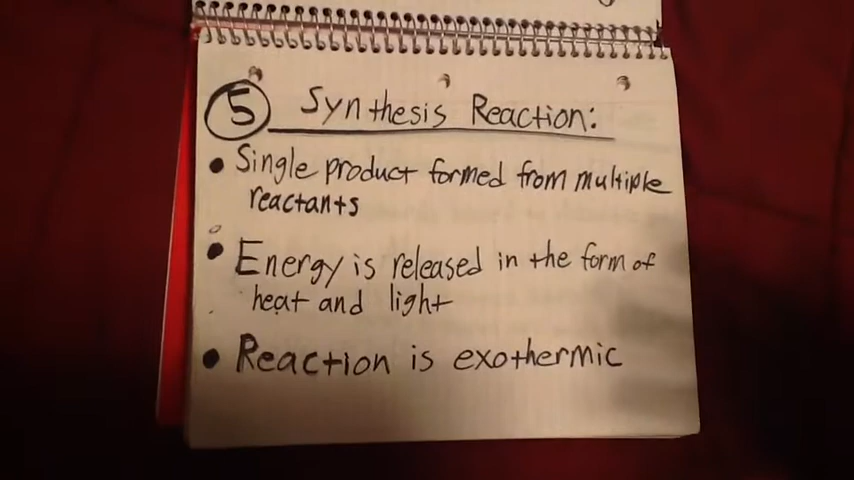 5 Synthesis Reaction:
• Single product formed from multiple
reactants
• Energy is released in the form of
heat and light
• Reaction is exothermic